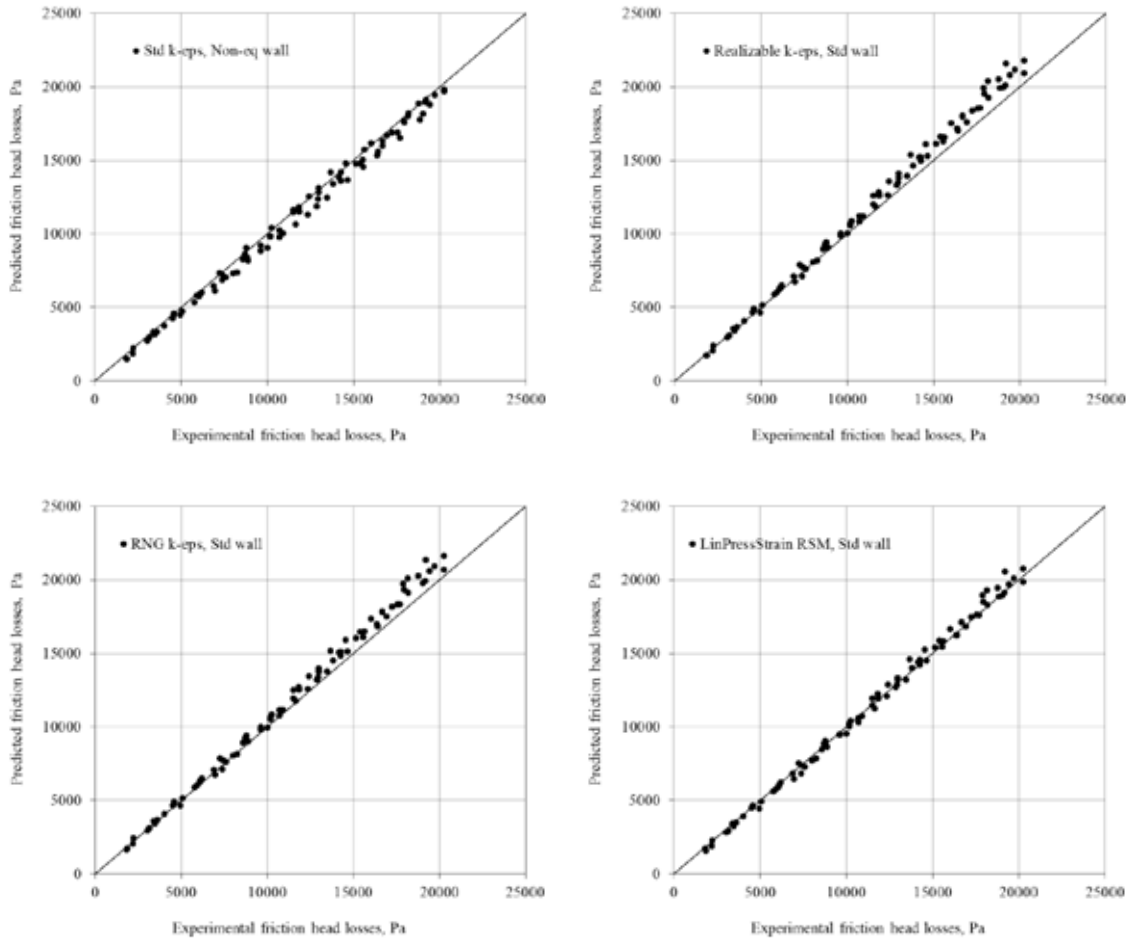 25000
Std k-eps, Non-eq wall
20000
15000
10000
5000
0
0 5000 10000 15000 20000 25000
Predicted friction head losses, Pa
Experimental friction head losses, Pa
25000
Realizable k-eps, Std wall
20000
15000
10000
5000
0
0 5000 10000 15000 20000 25000
Predicted friction head losses, Pa
Experimental friction head losses, Pa
25000
RNG k-eps, Std wall
20000
15000
10000
5000
0
0 5000 10000 15000 20000 25000
Predicted friction head losses, Pa
Experimental friction head losses, Pa
25000
LinPressStrain RSM, Std wall
20000
15000
10000
5000
0
0 5000 10000 15000 20000 25000
Predicted friction head losses, Pa
Experimental friction head losses, Pa